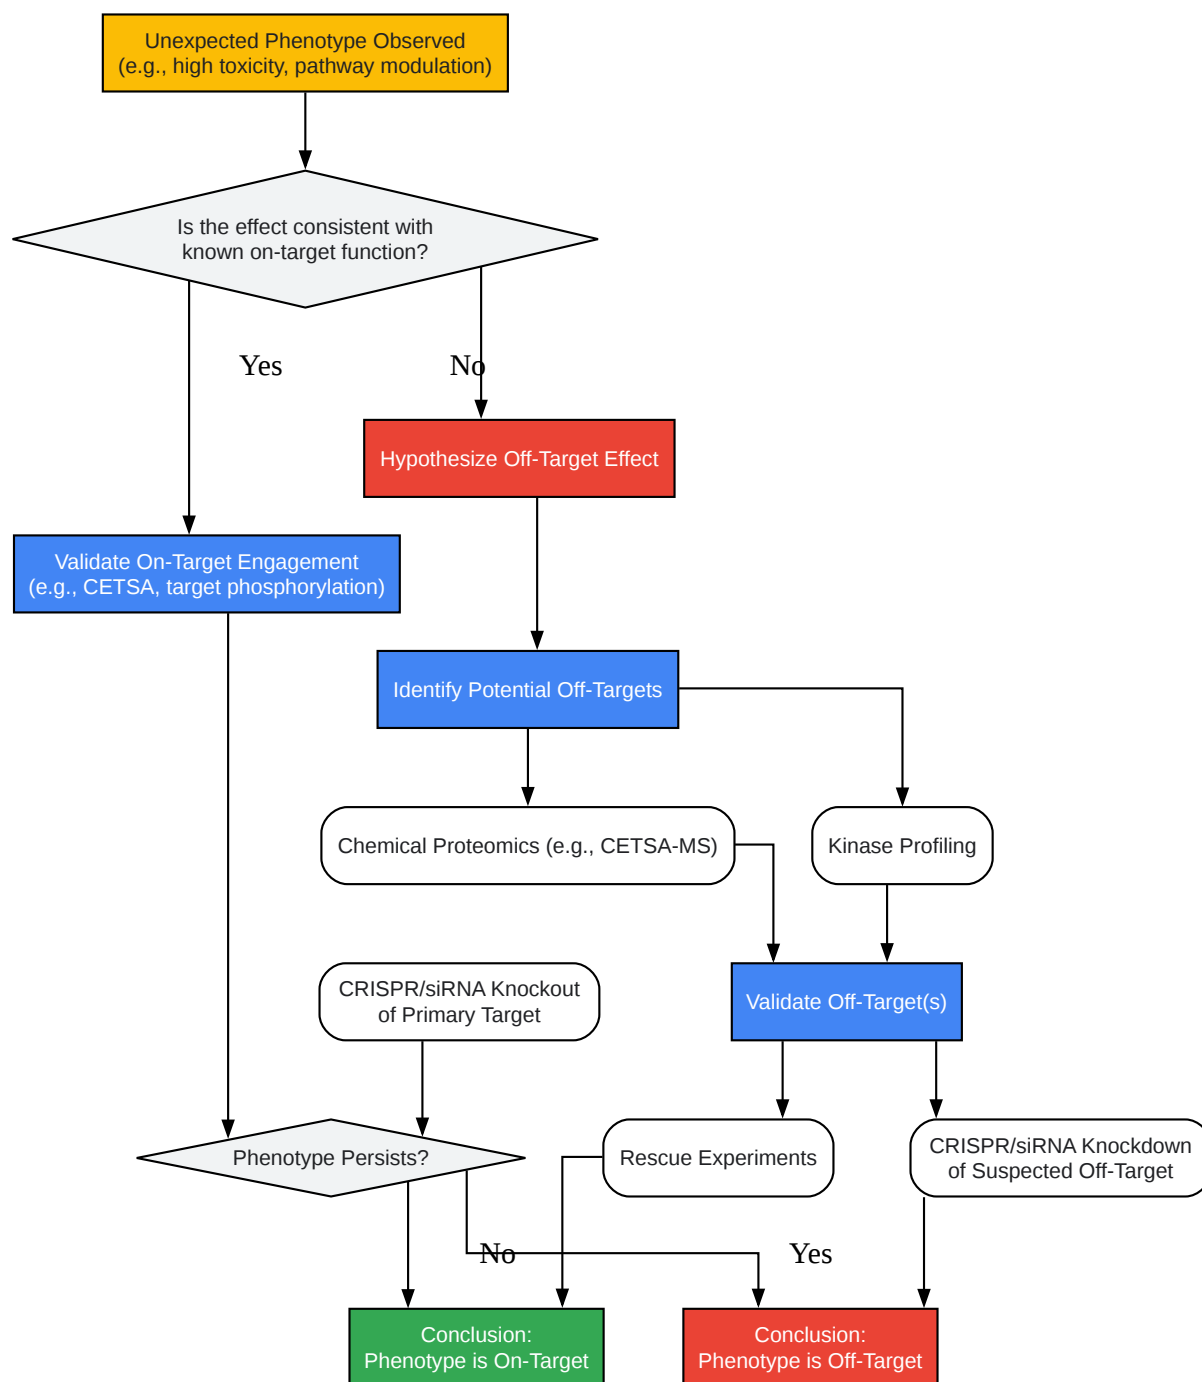 Unexpected Phenotype Observed
(e.g., high toxicity, pathway modulation)
Is the effect consistent with
known on-target function?
Yes
No
Hypothesize Off-Target Effect
Validate On-Target Engagement
(e.g., CETSA, target phosphorylation)
Identify Potential Off-Targets
Chemical Proteomics (e.g., CETSA-MS)
Kinase Profiling
CRISPR/siRNA Knockout
of Primary Target
Validate Off-Target(s)
Phenotype Persists?
Rescue Experiments
CRISPR/siRNA Knockdown
of Suspected Off-Target
No
Yes
Conclusion:
Phenotype is On-Target
Conclusion:
Phenotype is Off-Target